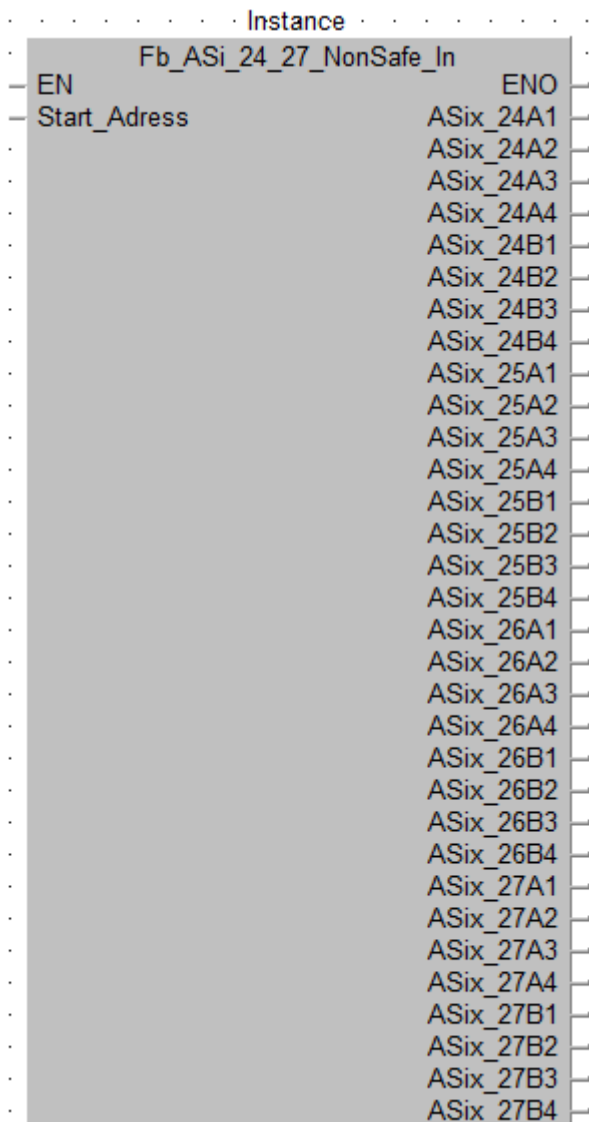 Instance
Fb_ASi_24_27_NonSafe_In
EN ENO
Start_Adress ASix_24A1
ASix_24A2
ASix_24A3
ASix_24A4
ASix_24B1
ASix_24B2
ASix_24B3
ASix_24B4
ASix_25A1
ASix_25A2
ASix_25A3
ASix_25A4
ASix_25B1
ASix_25B2
ASix_25B3
ASix_25B4
ASix_26A1
ASix_26A2
ASix_26A3
ASix_26A4
ASix_26B1
ASix_26B2
ASix_26B3
ASix_26B4
ASix_27A1
ASix_27A2
ASix_27A3
ASix_27A4
ASix_27B1
ASix_27B2
ASix_27B3
ASix_27B4